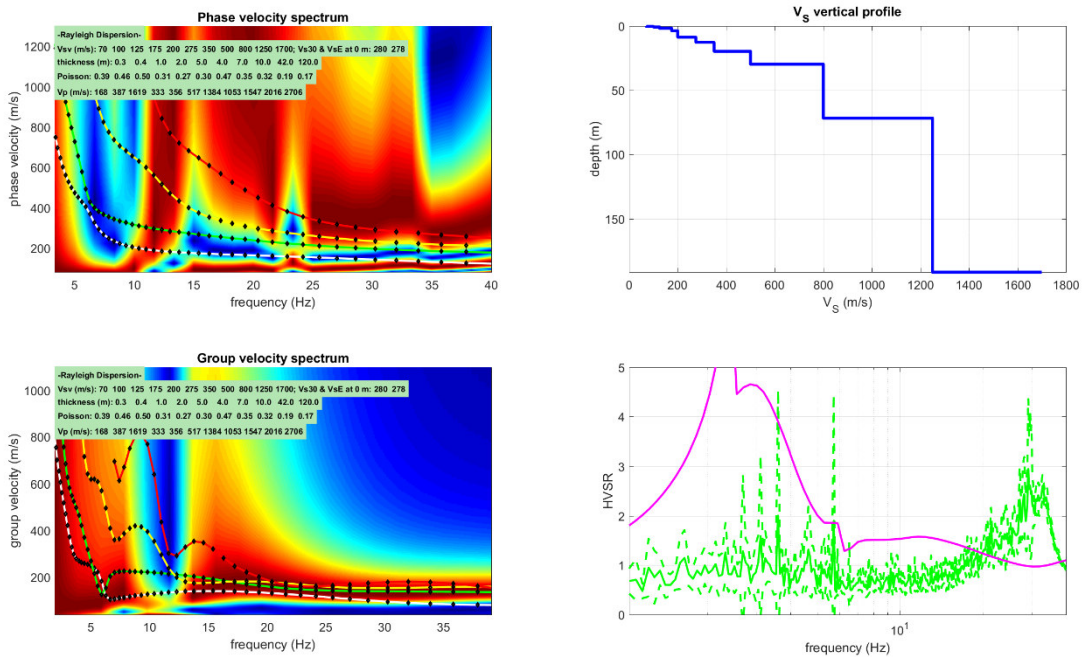 Phase velocity spectrum
-Rayleigh Dispersion-
Vsv (m/s): 70 100 125 175 200 275 350 500 800 1250 1700; Vs30 & VsE at 0 m: 280 278
thickness (m): 0.3 0.4 1.0 2.0 5.0 4.0 7.0 10.0 42.0 120.0
Poisson: 0.39 0.46 0.50 0.31 0.27 0.30 0.47 0.35 0.32 0.19 0.17
Vp (m/s): 168 387 1619 333 356 517 1384 1053 1547 2016 2706
1200
1000
800
600
400
200
phase velocity (m/s)
5 10 15 20 25 30 35 40
frequency (Hz)
V_S vertical profile
0
50
100
150
depth (m)
0 200 400 600 800 1000 1200 1400 1600 1800
V_S (m/s)
Group velocity spectrum
-Rayleigh Dispersion-
Vsv (m/s): 70 100 125 175 200 275 350 500 800 1250 1700; Vs30 & VsE at 0 m: 280 278
thickness (m): 0.3 0.4 1.0 2.0 5.0 4.0 7.0 10.0 42.0 120.0
Poisson: 0.39 0.46 0.50 0.31 0.27 0.30 0.47 0.35 0.32 0.19 0.17
Vp (m/s): 168 387 1619 333 356 517 1384 1053 1547 2016 2706
1000
800
600
400
200
group velocity (m/s)
5 10 15 20 25 30 35
frequency (Hz)
5
4
3
2
1
0
HVSR
10^1
frequency (Hz)